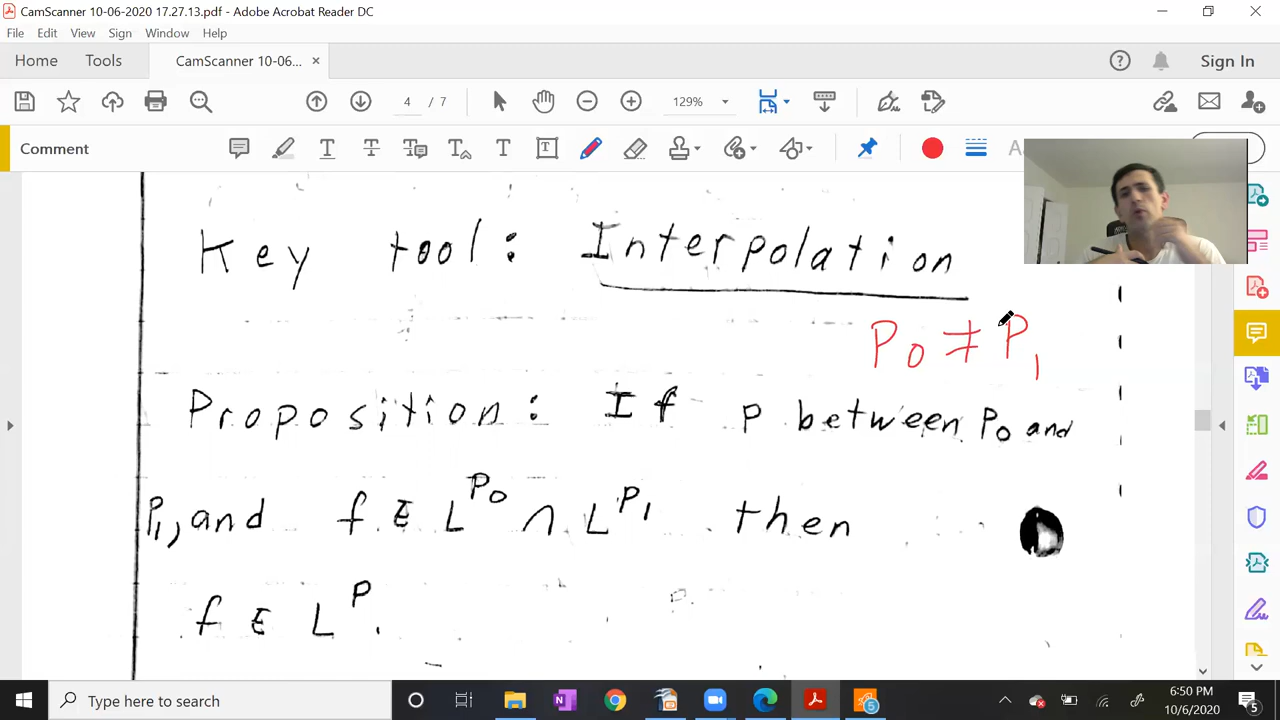 CamScanner 10-06-2020 17.27.13.pdf - Adobe Acrobat Reader DC
File Edit View Sign Window Help
Home Tools CamScanner 10-06... × Sign In
4 / 7 129%
Comment
Key tool: Interpolation
P0 ≠ P1
Proposition: If p between P0 and
P1, and f ∈ L^P0 ∩ L^P1 then
f ∈ L^P.
Type here to search
6:50 PM
10/6/2020
5
5